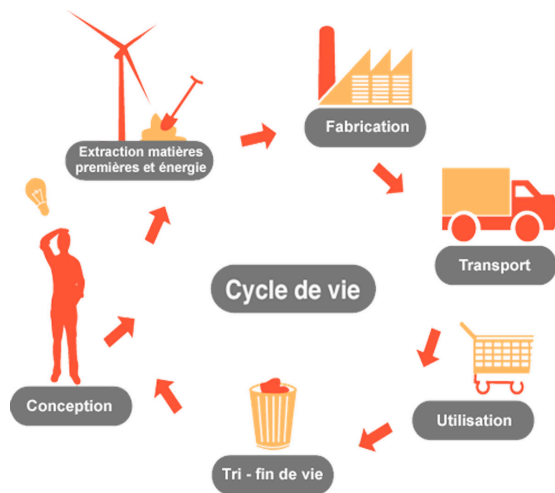 Extraction matières
premières et énergie
Fabrication
Transport
Cycle de vie
Conception
Utilisation
Tri - fin de vie